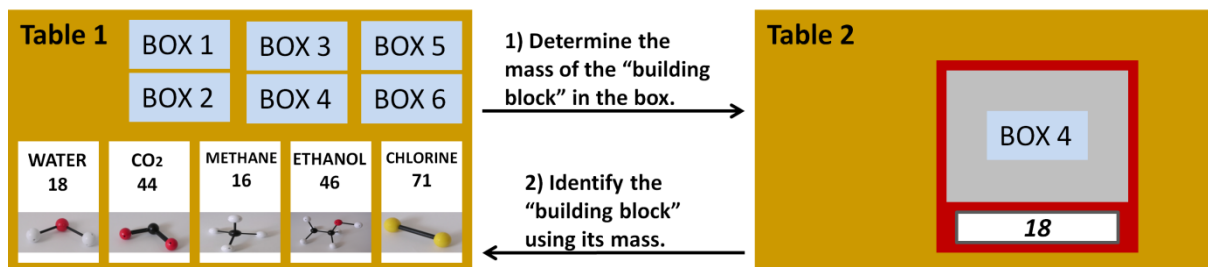 Table 1
BOX 1
BOX 3
BOX 5
BOX 2
BOX 4
BOX 6
WATER
18
CO2
44
METHANE
16
ETHANOL
46
CHLORINE
71
1) Determine the
mass of the “building
block” in the box.
2) Identify the
“building block”
using its mass.
Table 2
BOX 4
18